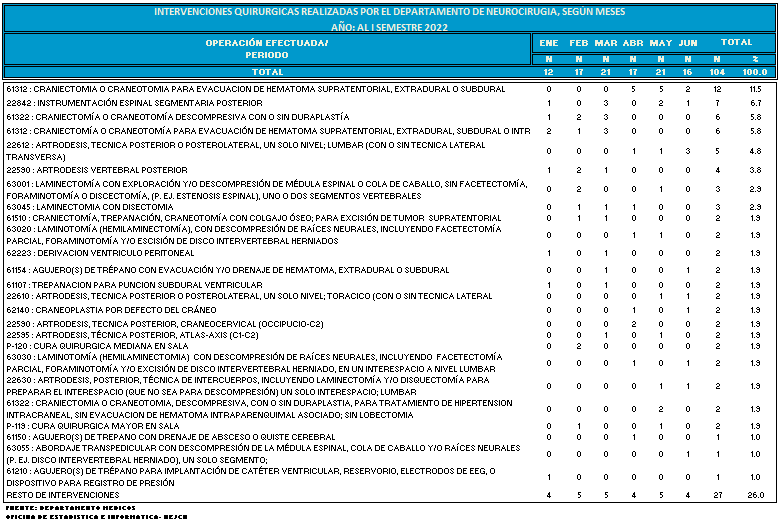 INTERVENCIONES QUIRURGICAS REALIZADAS POR EL DEPARTAMENTO DE NEUROCIRUGIA, SEGÚN MESES
AÑO: AL I SEMESTRE 2022
OPERACIÓN EFECTUADA/ PERIODO ENE FEB MAR ABR MAY JUN TOTAL
N N N N N N N %
TOTAL 12 17 21 17 21 16 104 100.0
61312 : CRANIECTOMIA O CRANEOTOMIA PARA EVACUACION DE HEMATOMA SUPRATENTORIAL, EXTRADURAL O SUBDURAL 0 0 0 5 5 2 12 11.5
22842 : INSTRUMENTACIÓN ESPINAL SEGMENTARIA POSTERIOR 1 0 3 0 2 1 7 6.7
61322 : CRANIECTOMÍA O CRANEOTOMÍA DESCOMPRESIVA CON O SIN DURAPLASTÍA 1 2 3 0 0 0 6 5.8
61312 : CRANIECTOMÍA O CRANEOTOMÍA PARA EVACUACIÓN DE HEMATOMA SUPRATENTORIAL, EXTRADURAL, SUBDURAL O INTR 2 1 3 0 0 0 6 5.8
22612 : ARTRODESIS, TECNICA POSTERIOR O POSTEROLATERAL, UN SOLO NIVEL; LUMBAR (CON O SIN TECNICA LATERAL
TRANSVERSA) 0 0 0 1 1 3 5 4.8
22590 : ARTRODESIS VERTEBRAL POSTERIOR 1 2 1 0 0 0 4 3.8
63001 : LAMINECTOMÍA CON EXPLORACIÓN Y/O DESCOMPRESIÓN DE MÉDULA ESPINAL O COLA DE CABALLO, SIN FACETECTOMÍA,
FORAMINOTOMÍA O DISCECTOMÍA, (P. EJ. ESTENOSIS ESPINAL), UNO O DOS SEGMENTOS VERTEBRALES 0 2 0 0 1 0 3 2.9
63045 : LAMINECTOMIA CON DISECTOMIA 0 1 1 1 0 0 3 2.9
61510 : CRANIECTOMÍA, TREPANACIÓN, CRANEOTOMÍA CON COLGAJO ÓSEO; PARA EXCISIÓN DE TUMOR SUPRATENTORIAL 0 1 1 0 0 0 2 1.9
63020 : LAMINOTOMÍA (HEMILAMINECTOMÍA), CON DESCOMPRESIÓN DE RAÍCES NEURALES, INCLUYENDO FACETECTOMÍA
PARCIAL, FORAMINOTOMÍA Y/O ESCISIÓN DE DISCO INTERVERTEBRAL HERNIADOS 0 0 0 1 1 0 2 1.9
62223 : DERIVACION VENTRICULO PERITONEAL 1 0 1 0 0 0 2 1.9
61154 : AGUJERO(S) DE TRÉPANO CON EVACUACIÓN Y/O DRENAJE DE HEMATOMA, EXTRADURAL O SUBDURAL 0 0 1 0 0 1 2 1.9
61107 : TREPANACION PARA PUNCION SUBDURAL VENTRICULAR 1 0 1 0 0 0 2 1.9
22610 : ARTRODESIS, TECNICA POSTERIOR O POSTEROLATERAL, UN SOLO NIVEL; TORACICO (CON O SIN TECNICA LATERAL 0 0 0 0 1 1 2 1.9
62140 : CRANEOPLASTIA POR DEFECTO DEL CRÁNEO 0 0 0 1 0 1 2 1.9
22590 : ARTRODESIS, TECNICA POSTERIOR, CRANEOCERVICAL (OCCIPUCIO-C2) 0 0 0 2 0 0 2 1.9
22595 : ARTRODESIS, TÉCNICA POSTERIOR, ATLAS-AXIS (C1-C2) 0 0 1 0 1 0 2 1.9
P-120 : CURA QUIRURGICA MEDIANA EN SALA 0 2 0 0 0 0 2 1.9
63030 : LAMINOTOMÍA (HEMILAMINECTOMIA) CON DESCOMPRESIÓN DE RAÍCES NEURALES, INCLUYENDO FACETECTOMÍA
PARCIAL, FORAMINOTOMÍA Y/O EXCISIÓN DE DISCO INTERVERTEBRAL HERNIADO, EN UN INTERESPACIO A NIVEL LUMBAR 0 0 0 1 0 1 2 1.9
22630 : ARTRODESIS, POSTERIOR, TÉCNICA DE INTERCUERPOS, INCLUYENDO LAMINECTOMÍA Y/O DISQUECTOMÍA PARA
PREPARAR EL INTERESPACIO (QUE NO SEA PARA DESCOMPRESIÓN) UN SOLO INTERESPACIO; LUMBAR 0 0 0 0 1 1 2 1.9
61322 : CRANIECTOMIA O CRANEOTOMIA, DESCOMPRESIVA, CON O SIN DURAPLASTIA, PARA TRATAMIENTO DE HIPERTENSION
INTRACRANEAL, SIN EVACUACION DE HEMATOMA INTRAPARENQUIMAL ASOCIADO; SIN LOBECTOMIA 0 0 0 0 2 0 2 1.9
P-119 : CURA QUIRURGICA MAYOR EN SALA 0 1 0 0 1 0 2 1.9
61150 : AGUJERO(S) DE TREPANO CON DRENAJE DE ABSCESO O QUISTE CEREBRAL 0 0 0 1 0 0 1 1.0
63055 : ABORDAJE TRANSPEDICULAR CON DESCOMPRESIÓN DE LA MÉDULA ESPINAL, COLA DE CABALLO Y/O RAÍCES NEURALES
(P. EJ. DISCO INTERVERTEBRAL HERNIADO), UN SOLO SEGMENTO; 0 0 0 0 0 1 1 1.0
61210 : AGUJERO(S) DE TRÉPANO PARA IMPLANTACIÓN DE CATÉTER VENTRICULAR, RESERVORIO, ELECTRODOS DE EEG, O
DISPOSITIVO PARA REGISTRO DE PRESIÓN 1 0 0 0 0 0 1 1.0
RESTO DE INTERVENCIONES 4 5 5 4 5 4 27 26.0
FUENTE: DEPARTAMENTO MEDICOS
OFICINA DE ESTADISTICA E INFORMATICA- HEJCU